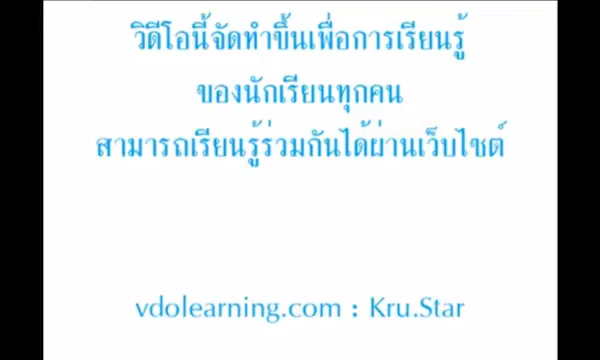 วิดีโอนี้จัดทำขึ้นเพื่อการเรียนรู้
ของนักเรียนทุกคน
สามารถเรียนรู้ร่วมกันได้ผ่านเว็บไซต์
vdolearning.com : Kru.Star